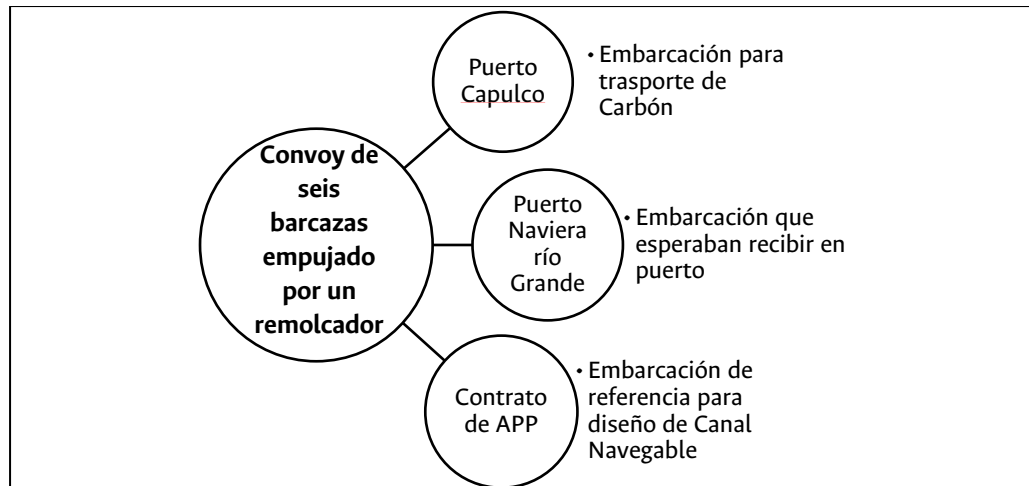 Convoy de
seis
barcazas
empujado
por un
remolcador
Puerto
Capulco
• Embarcación para
trasporte de
Carbón
Puerto
Naviera
río
Grande
• Embarcación que
esperaban recibir en
puerto
Contrato
de APP
• Embarcación de
referencia para
diseño de Canal
Navegable